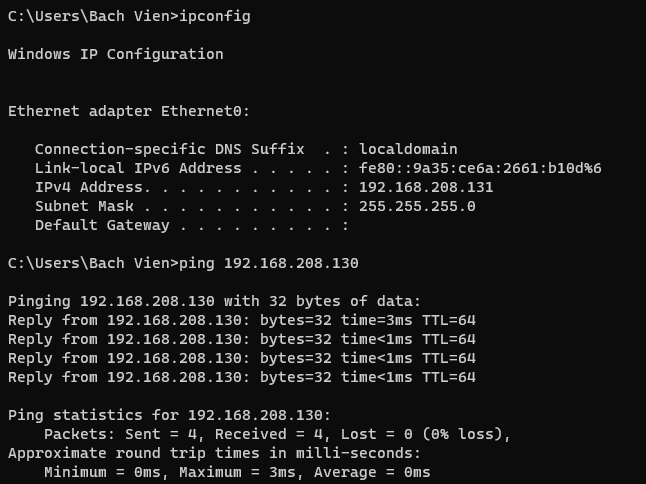 C:\Users\Bach Vien>ipconfig
Windows IP Configuration
Ethernet adapter Ethernet0:
   Connection-specific DNS Suffix  . : localdomain
   Link-local IPv6 Address . . . . . : fe80::9a35:ce6a:2661:b10d%6
   IPv4 Address. . . . . . . . . . . : 192.168.208.131
   Subnet Mask . . . . . . . . . . . : 255.255.255.0
   Default Gateway . . . . . . . . . :
C:\Users\Bach Vien>ping 192.168.208.130
Pinging 192.168.208.130 with 32 bytes of data:
Reply from 192.168.208.130: bytes=32 time=3ms TTL=64
Reply from 192.168.208.130: bytes=32 time<1ms TTL=64
Reply from 192.168.208.130: bytes=32 time<1ms TTL=64
Reply from 192.168.208.130: bytes=32 time<1ms TTL=64
Ping statistics for 192.168.208.130:
    Packets: Sent = 4, Received = 4, Lost = 0 (0% loss),
Approximate round trip times in milli-seconds:
    Minimum = 0ms, Maximum = 3ms, Average = 0ms